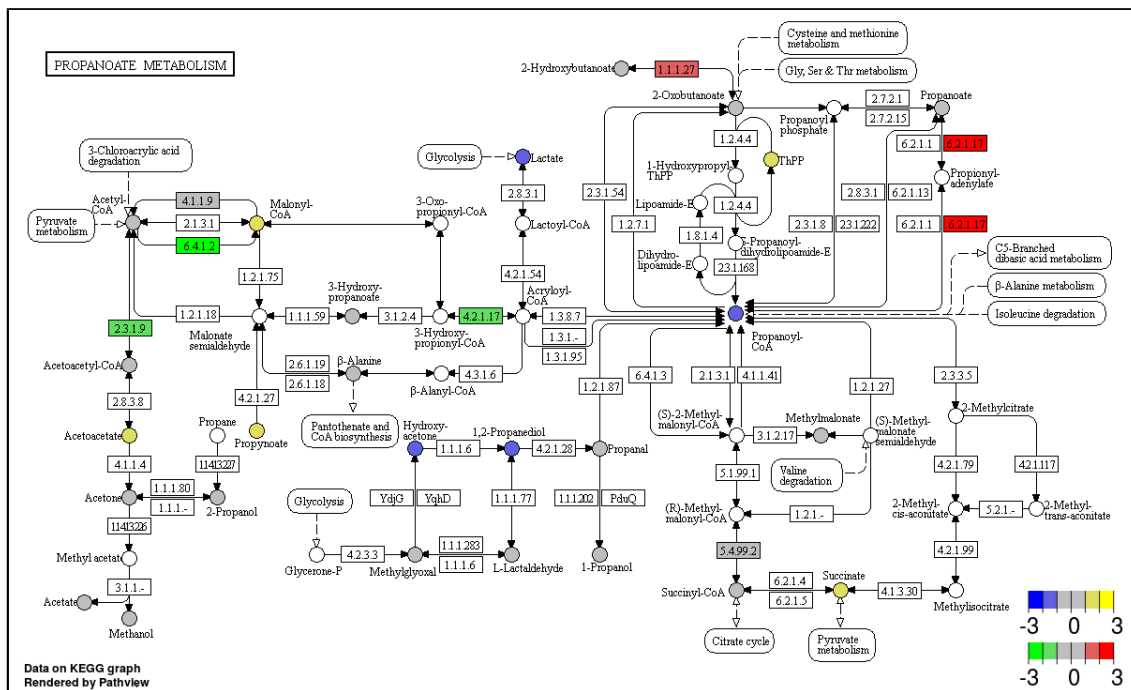 PROPANOATE METABOLISM
Cysteine and methionine
metabolism
2-Hydroxybutanoate
1.1.1.27
Gly, Ser & Thr metabolism
2-Oxobutanoate
2.7.2.1
Propanoate
Propanoyl
phosphate
2.7.2.15
1.2.4.4
3-Chloroacrylic acid
degradation
Glycolysis
Lactate
ThPP
6.2.1.1
6.2.1.17
1-Hydroxypropyl-
ThPP
Propionyl-
adenylate
Acetyl-
CoA
4.1.1.9
Malonyl-
CoA
2.8.3.1
2.3.1.54
2.8.3.1
6.2.1.13
Lipoamide-E
1.2.4.4
3-Oxo-
propionyl-CoA
Pyruvate
metabolism
2.1.3.1
Lactoyl-CoA
1.2.7.1
2.3.1.8
2.3.1.222
6.2.1.1
6.2.1.17
1.8.1.4
6.4.1.2
S-Propanoyl-
dihydrolipoamide-E
Dihydro-
lipoamide-E
2.3.1.168
C5-Branched
dibasic acid metabolism
1.2.1.75
4.2.1.54
3-Hydroxy-
propanoate
Acryloyl-
CoA
β-Alanine metabolism
1.2.1.18
1.1.1.59
3.1.2.4
4.2.1.17
1.3.8.7
Isoleucine degradation
2.3.1.9
Malonate
semialdehyde
3-Hydroxy-
propionyl-CoA
1.3.1.-
1.3.1.95
Propanoyl-
CoA
Acetoacetyl-CoA
2.6.1.19
2.6.1.18
β-Alanine
4.3.1.6
β-Alanyl-CoA
1.2.1.87
6.4.1.3
2.1.3.1
4.1.1.41
1.2.1.27
2.3.3.5
2.8.3.8
4.2.1.27
Acetoacetate
Propane
Propynoate
Pantothenate and
CoA biosynthesis
Hydroxy-
acetone
1,2-Propanediol
(S)-2-Methyl-
malonyl-CoA
Methylmalonate
(S)-Methyl-
malonate
semialdehyde
2-Methylcitrate
1.1.1.6
4.2.1.28
Propanal
3.1.2.17
4.1.1.4
1.14.13.227
5.1.99.1
Valine
degradation
4.2.1.79
4.2.1.117
Acetone
1.1.1.80
1.1.1.-
2-Propanol
Glycolysis
YdjG
YqhD
1.1.1.77
1.1.1.202
PduQ
(R)-Methyl-
malonyl-CoA
1.2.1.-
2-Methyl-
cis-aconitate
5.2.1.-
2-Methyl-
trans-aconitate
1.14.13.226
Methyl acetate
Glycerone-P
4.2.3.3
Methylglyoxal
1.1.1.283
1.1.1.6
L-Lactaldehyde
1-Propanol
5.4.99.2
4.2.1.99
3.1.1.-
Succinyl-CoA
6.2.1.4
6.2.1.5
Succinate
4.1.3.30
Methylisocitrate
Acetate
Methanol
Citrate cycle
Pyruvate
metabolism
-3 0 3
-3 0 3
Data on KEGG graph
Rendered by Pathview